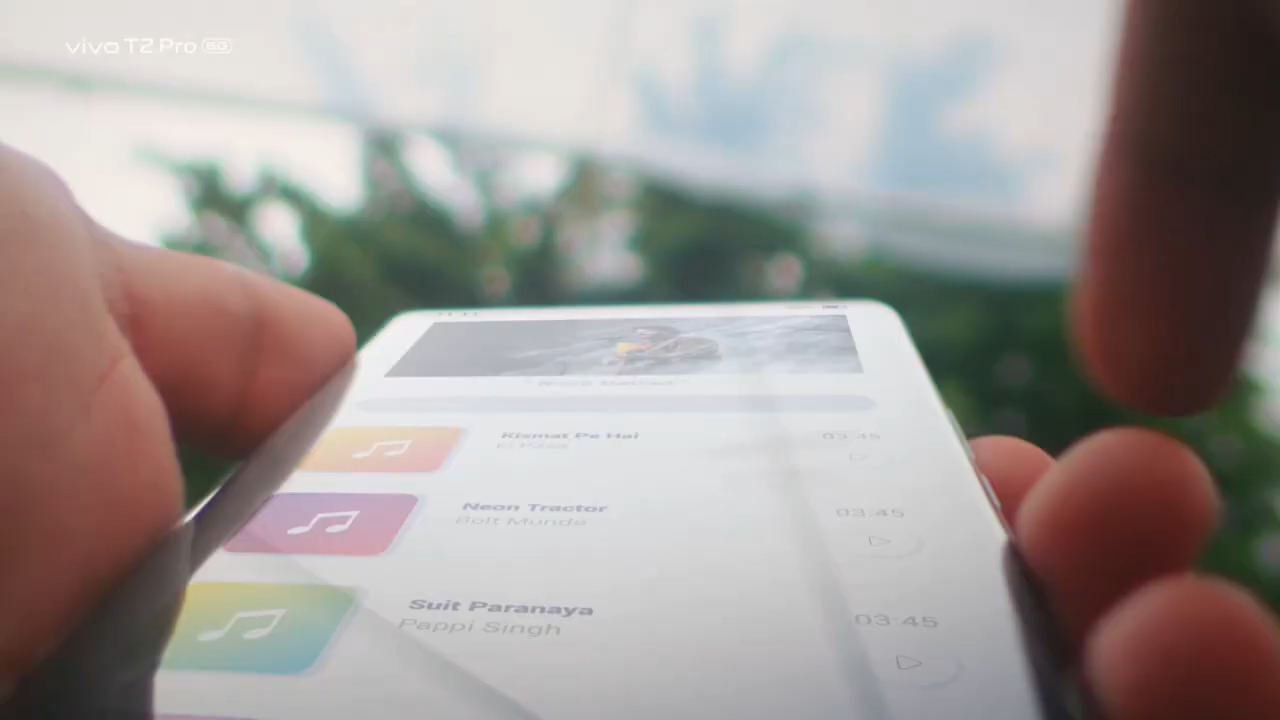 vivo T2 Pro 5G
Kismat Pe Hai
03:45
Neon Tractor
Bolt Munda
03:45
Suit Paranaya
Pappi Singh
03:45